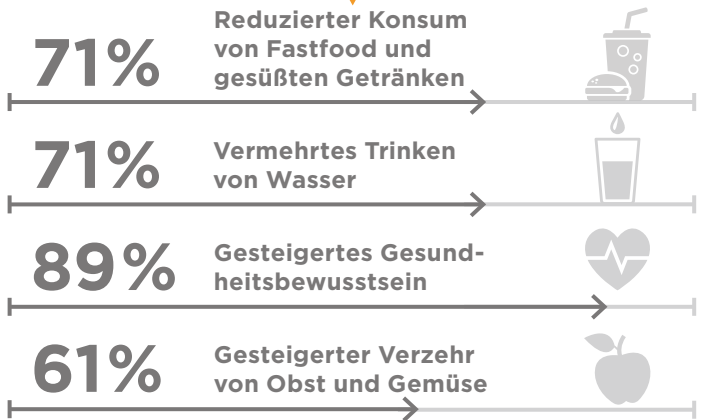 71%
Reduzierter Konsum
von Fastfood und
gesüßten Getränken
71%
Vermehrtes Trinken
von Wasser
89%
Gesteigertes Gesund-
heitsbewusstsein
61%
Gesteigerter Verzehr
von Obst und Gemüse